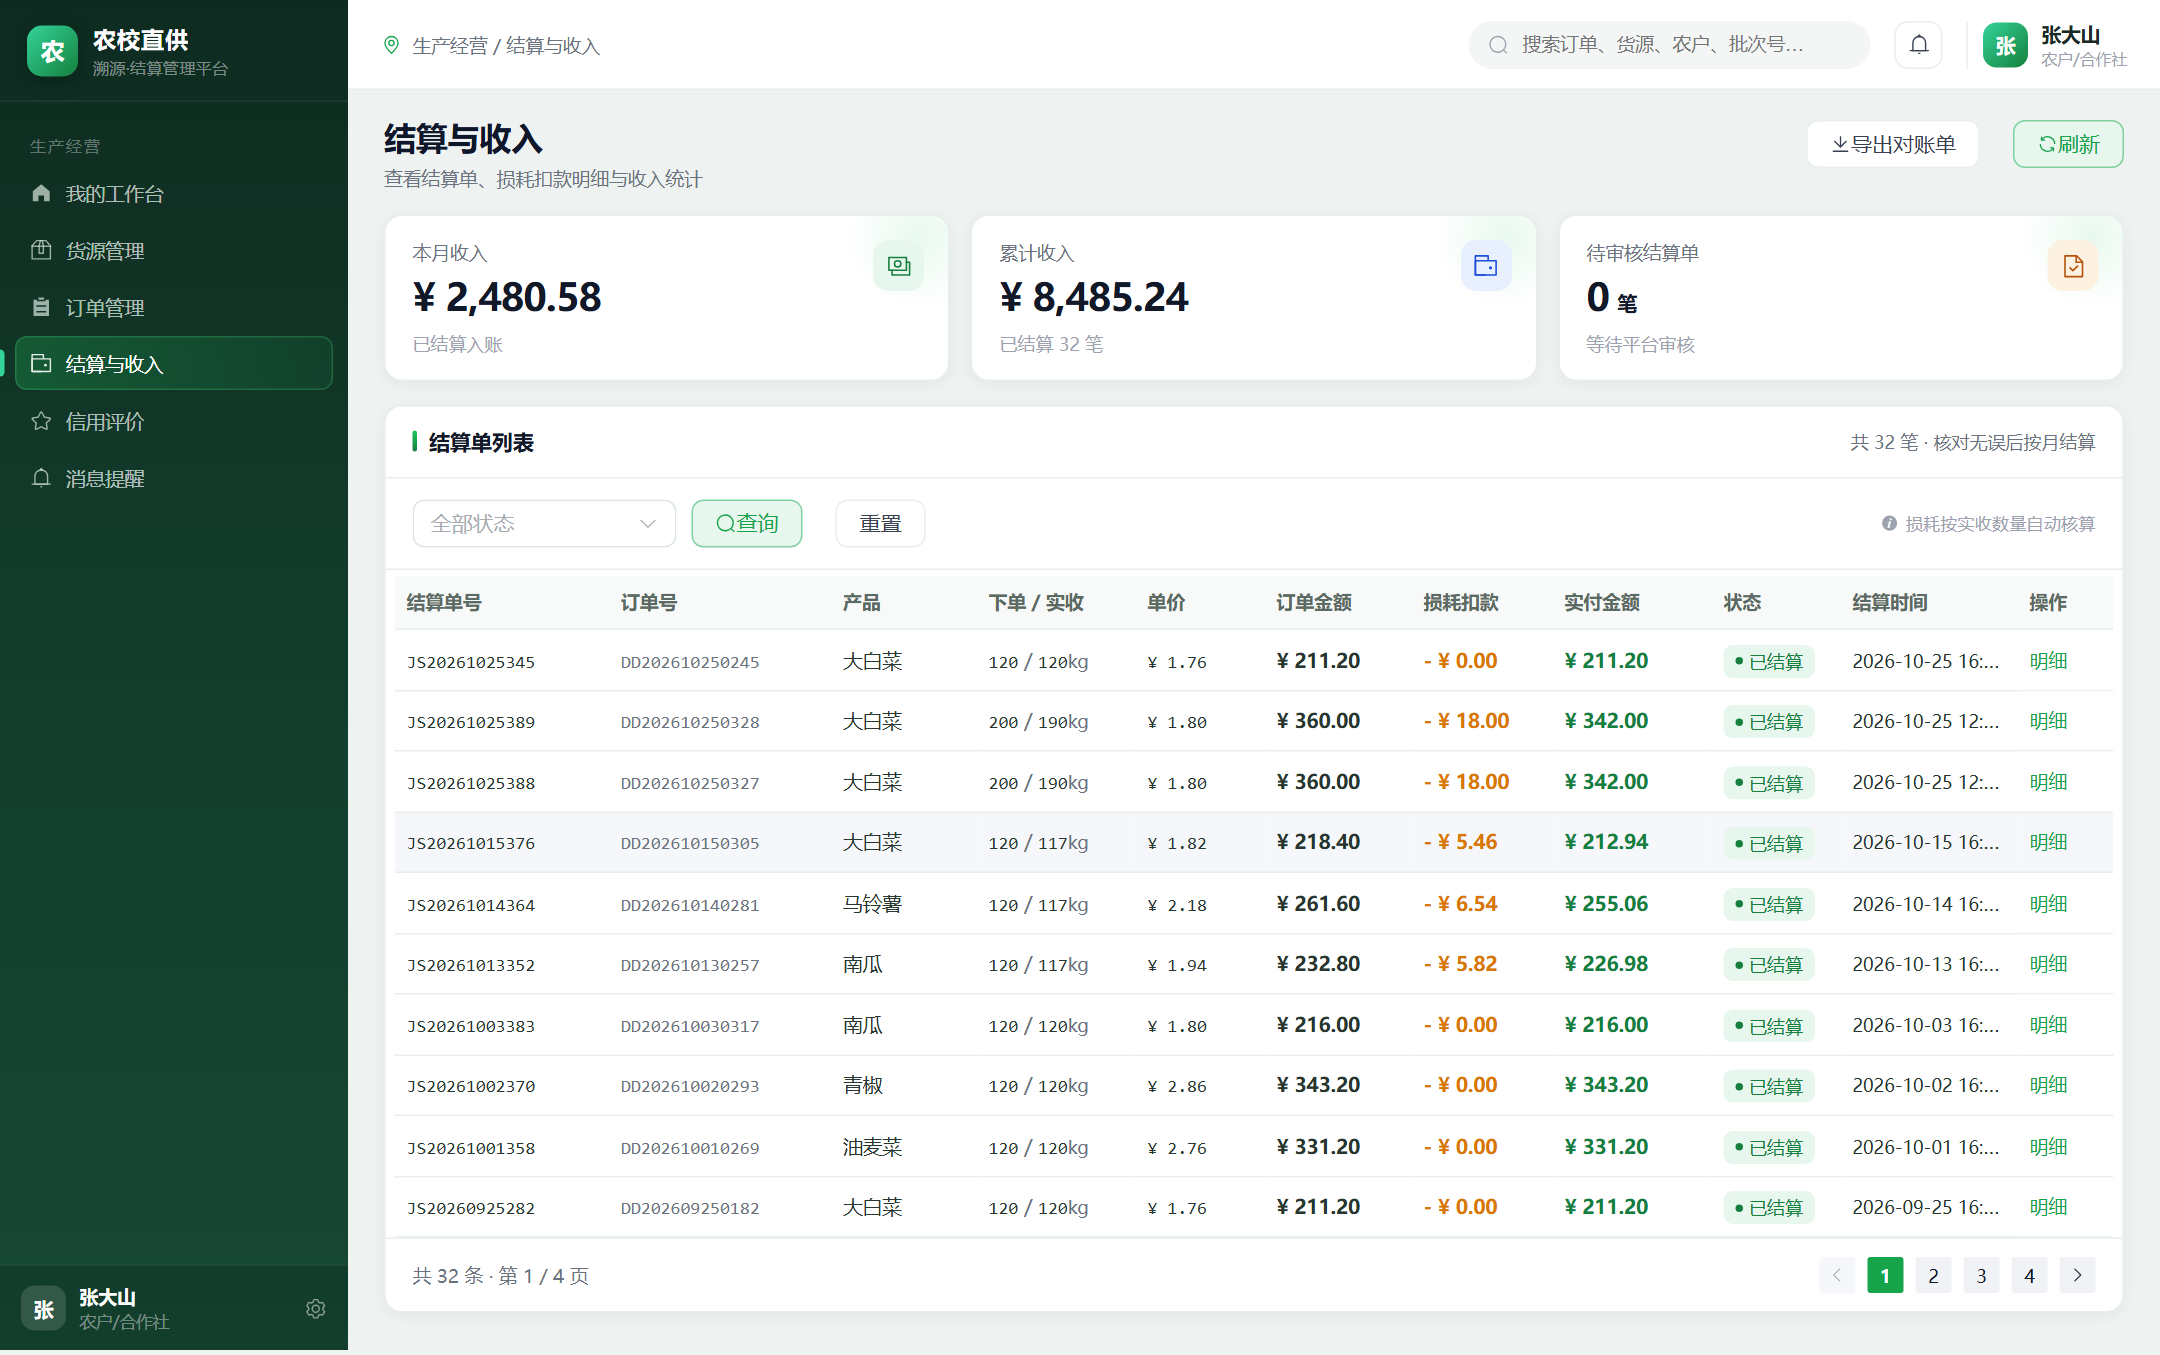 农
农校直供
溯源·结算管理平台
生产经营
我的工作台
货源管理
订单管理
结算与收入
信用评价
消息提醒
张
张大山
农户/合作社
生产经营 / 结算与收入
搜索订单、货源、农户、批次号...
张
张大山
农户/合作社
结算与收入
查看结算单、损耗扣款明细与收入统计
导出对账单
刷新
本月收入
¥ 2,480.58
已结算入账
累计收入
¥ 8,485.24
已结算 32 笔
待审核结算单
0 笔
等待平台审核
结算单列表
共 32 笔 · 核对无误后按月结算
全部状态
查询
重置
损耗按实收数量自动核算
结算单号 订单号 产品 下单 / 实收 单价 订单金额 损耗扣款 实付金额 状态 结算时间 操作
JS20261025345 DD202610250245 大白菜 120 / 120kg ¥ 1.76 ¥ 211.20 - ¥ 0.00 ¥ 211.20 已结算 2026-10-25 16:... 明细
JS20261025389 DD202610250328 大白菜 200 / 190kg ¥ 1.80 ¥ 360.00 - ¥ 18.00 ¥ 342.00 已结算 2026-10-25 12:... 明细
JS20261025388 DD202610250327 大白菜 200 / 190kg ¥ 1.80 ¥ 360.00 - ¥ 18.00 ¥ 342.00 已结算 2026-10-25 12:... 明细
JS20261015376 DD202610150305 大白菜 120 / 117kg ¥ 1.82 ¥ 218.40 - ¥ 5.46 ¥ 212.94 已结算 2026-10-15 16:... 明细
JS20261014364 DD202610140281 马铃薯 120 / 117kg ¥ 2.18 ¥ 261.60 - ¥ 6.54 ¥ 255.06 已结算 2026-10-14 16:... 明细
JS20261013352 DD202610130257 南瓜 120 / 117kg ¥ 1.94 ¥ 232.80 - ¥ 5.82 ¥ 226.98 已结算 2026-10-13 16:... 明细
JS20261003383 DD202610030317 南瓜 120 / 120kg ¥ 1.80 ¥ 216.00 - ¥ 0.00 ¥ 216.00 已结算 2026-10-03 16:... 明细
JS20261002370 DD202610020293 青椒 120 / 120kg ¥ 2.86 ¥ 343.20 - ¥ 0.00 ¥ 343.20 已结算 2026-10-02 16:... 明细
JS20261001358 DD202610010269 油麦菜 120 / 120kg ¥ 2.76 ¥ 331.20 - ¥ 0.00 ¥ 331.20 已结算 2026-10-01 16:... 明细
JS20260925282 DD202609250182 大白菜 120 / 120kg ¥ 1.76 ¥ 211.20 - ¥ 0.00 ¥ 211.20 已结算 2026-09-25 16:... 明细
共 32 条 · 第 1 / 4 页
1 2 3 4